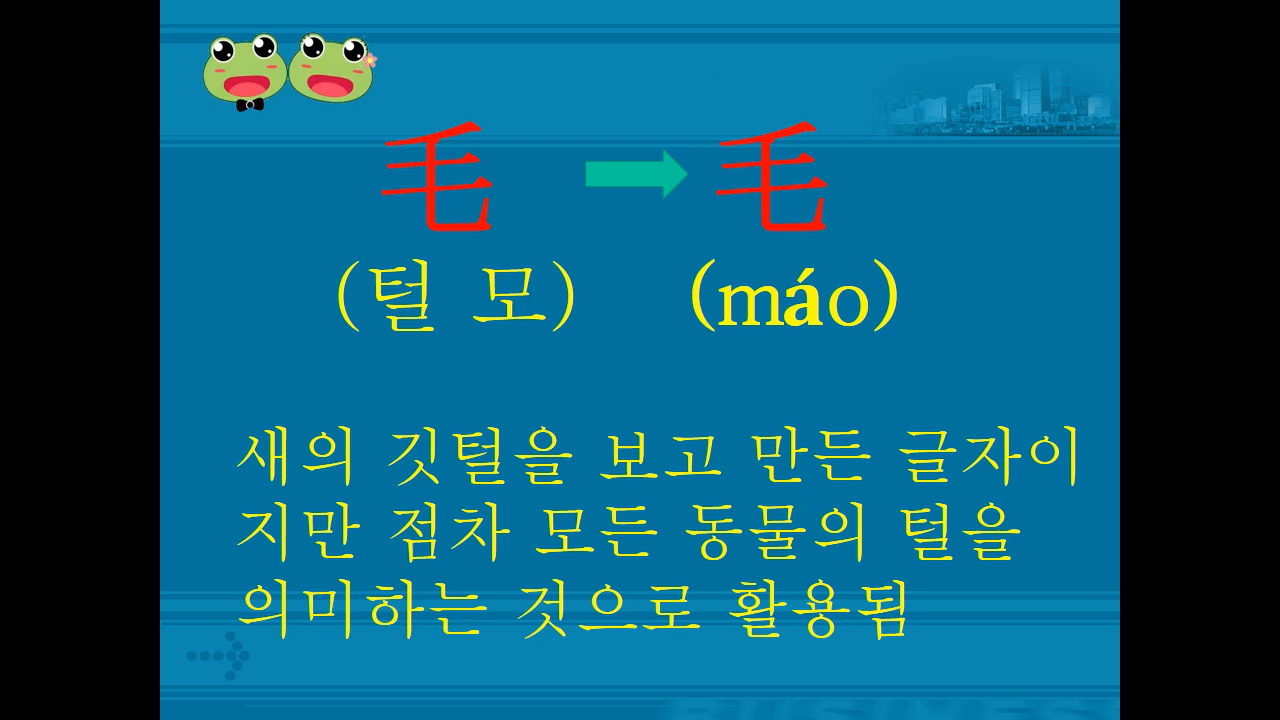 毛 毛
(털 모) (máo)
새의 깃털을 보고 만든 글자이
지만 점차 모든 동물의 털을
의미하는 것으로 활용됨